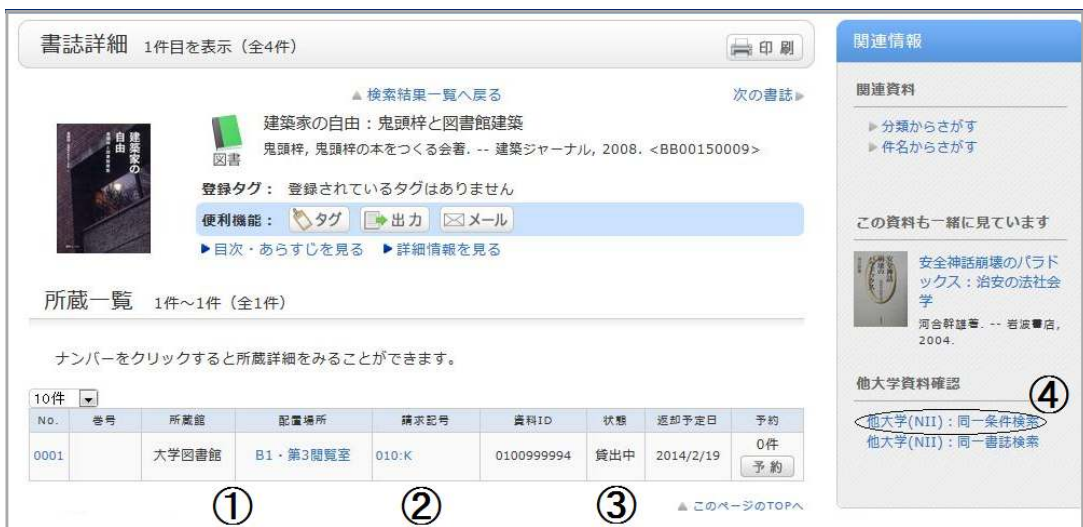 書誌詳細 1件目を表示（全4件）
印刷
▲検索結果一覧へ戻る
次の書誌▶
建築家の自由
図書
建築家の自由：鬼頭梓と図書館建築
鬼頭梓, 鬼頭梓の本をつくる会著. -- 建築ジャーナル, 2008. <BB00150009>
登録タグ： 登録されているタグはありません
便利機能： タグ 出力 メール
▶目次・あらすじを見る ▶詳細情報を見る
所蔵一覧 1件～1件（全1件）
ナンバーをクリックすると所蔵詳細をみることができます。
10件
No. 巻号 所蔵館 配置場所 請求記号 資料ID 状態 返却予定日 予約
0001 大学図書館 B1・第3閲覧室 010:K 0100999994 貸出中 2014/2/19 0件
予約
① ② ③
▲このページのTOPへ
関連情報
関連資料
▶分類からさがす
▶件名からさがす
この資料も一緒に見ています
安全神話崩壊のパラド
ックス：治安の法社会
学
河合幹雄著. -- 岩波書店,
2004.
他大学資料確認
④
他大学(NII)：同一条件検索
他大学(NII)：同一書誌検索